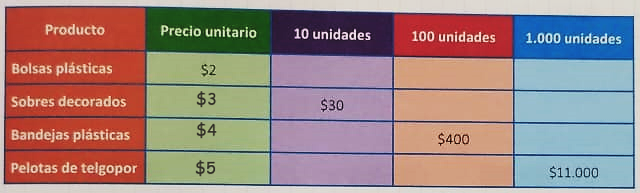 Producto Precio unitario 10 unidades 100 unidades 1.000 unidades
Bolsas plásticas $2
Sobres decorados $3 $30
Bandejas plásticas $4 $400
Pelotas de telgopor $5 $11.000